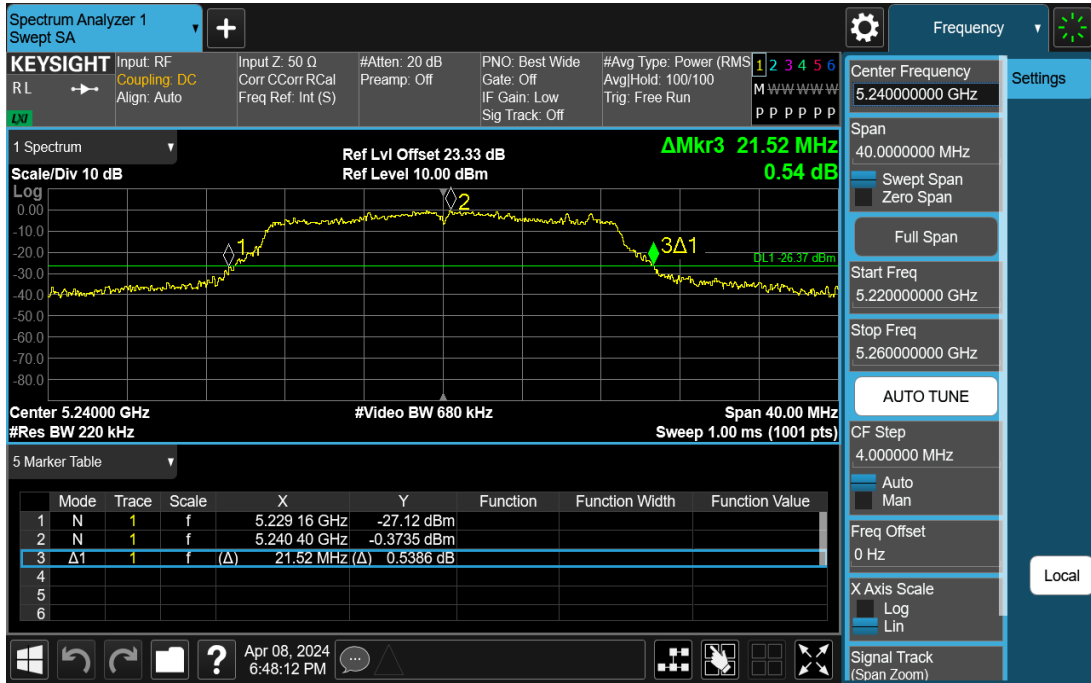 Spectrum Analyzer 1
Swept SA
+
Frequency
KEYSIGHT
RL
LXI
Input: RF
Coupling: DC
Align: Auto
Input Z: 50 Ω
Corr CCorr RCal
Freq Ref: Int (S)
#Atten: 20 dB
Preamp: Off
PNO: Best Wide
Gate: Off
IF Gain: Low
Sig Track: Off
#Avg Type: Power (RMS
Avg|Hold: 100/100
Trig: Free Run
1 2 3 4 5 6
M W W W W W
P P P P P P
1 Spectrum
Scale/Div 10 dB
Ref Lvl Offset 23.33 dB
Ref Level 10.00 dBm
ΔMkr3 21.52 MHz
0.54 dB
Log
0.00
-10.0
-20.0
-30.0
-40.0
-50.0
-60.0
-70.0
-80.0
1
2
3Δ1
DL1 -26.37 dBm
Center 5.24000 GHz
#Video BW 680 kHz
Span 40.00 MHz
#Res BW 220 kHz
Sweep 1.00 ms (1001 pts)
5 Marker Table
Mode Trace Scale X Y Function Function Width Function Value
1 N 1 f 5.229 16 GHz -27.12 dBm
2 N 1 f 5.240 40 GHz -0.3735 dBm
3 Δ1 1 f (Δ) 21.52 MHz (Δ) 0.5386 dB
4
5
6
?
Apr 08, 2024
6:48:12 PM
Center Frequency
5.240000000 GHz
Span
40.0000000 MHz
Swept Span
Zero Span
Full Span
Start Freq
5.220000000 GHz
Stop Freq
5.260000000 GHz
AUTO TUNE
CF Step
4.000000 MHz
Auto
Man
Freq Offset
0 Hz
X Axis Scale
Log
Lin
Signal Track
(Span Zoom)
Settings
Local